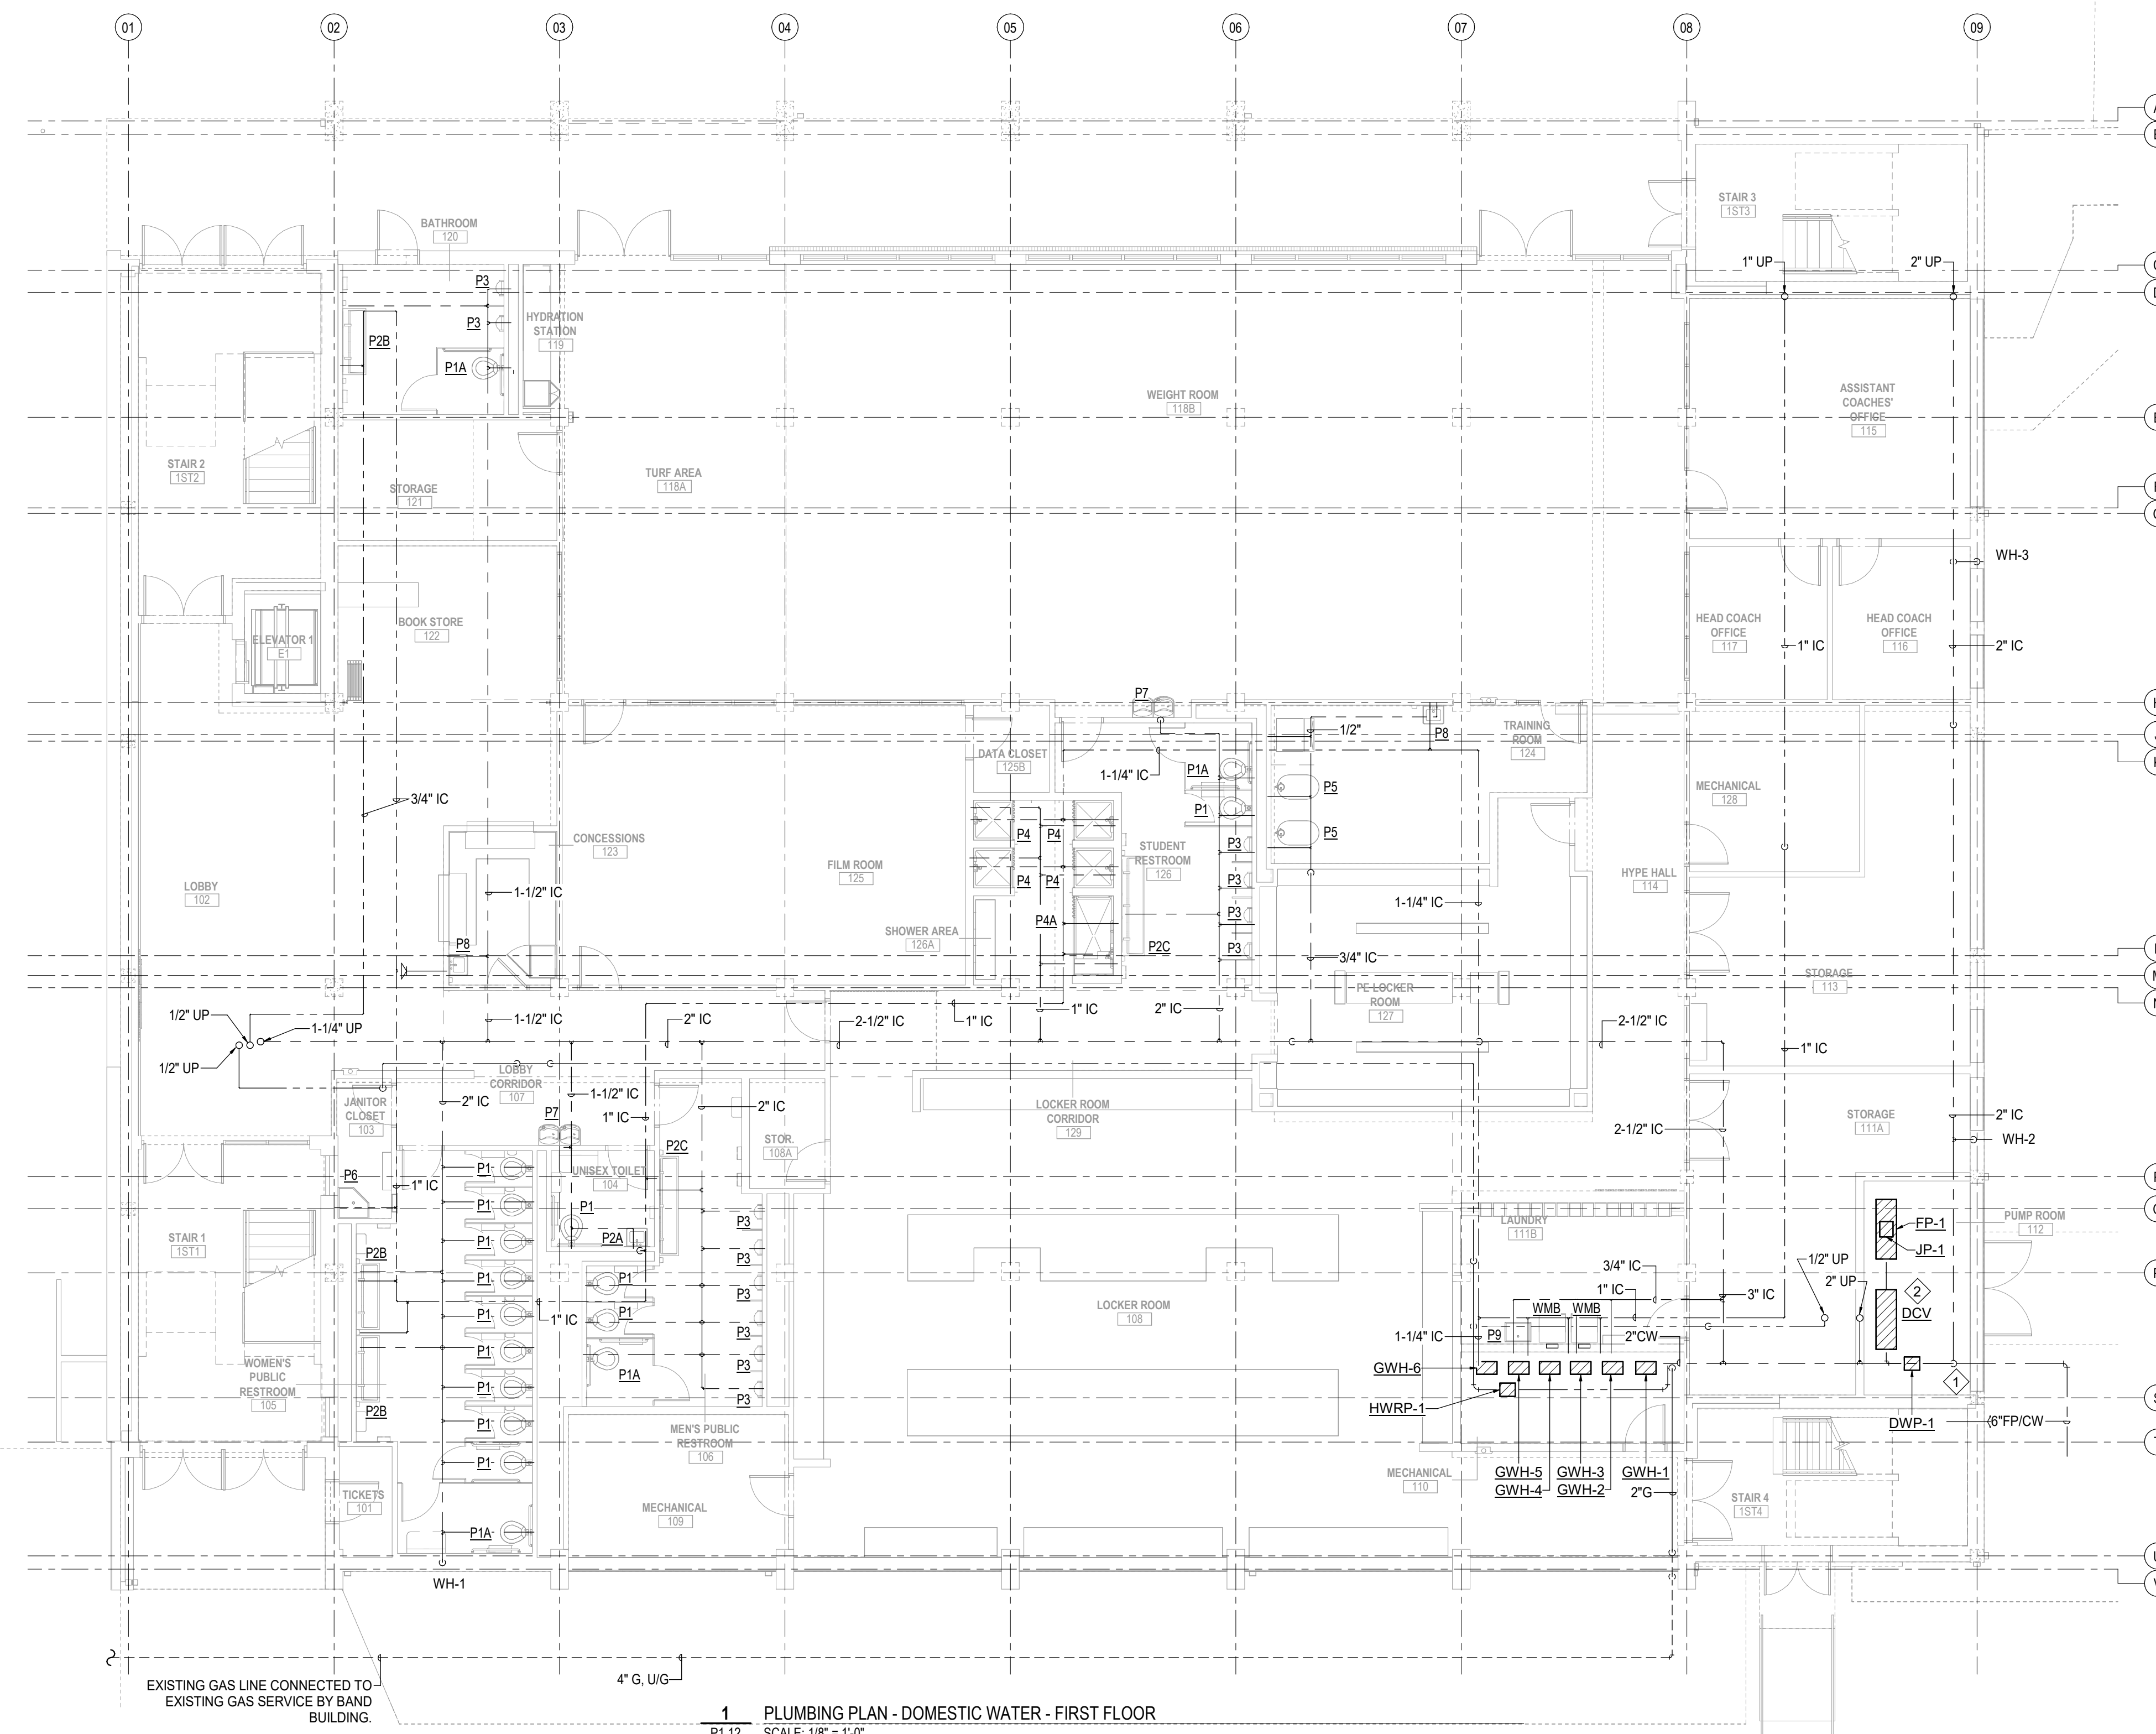 01 02 03 04 05 06 07 08 09
STAIR 3
1ST3
BATHROOM
120
1" UP
2" UP
P3
P3
HYDRATION
STATION
119
P2B
P1A
WEIGHT ROOM
118B
ASSISTANT
COACHES'
OFFICE
115
STAIR 2
1ST2
TURF AREA
118A
STORAGE
121
WH-3
BOOK STORE
122
ELEVATOR 1
E1
HEAD COACH
OFFICE
117
1" IC
HEAD COACH
OFFICE
116
2" IC
P7
1/2"
P8
TRAINING
ROOM
124
DATA CLOSET
125B
1-1/4" IC
P1A
P5
P1
MECHANICAL
128
3/4" IC
CONCESSIONS
123
P4
P4
P5
STUDENT
RESTROOM
126
P3
FILM ROOM
125
P4
P4
P3
HYPE HALL
114
LOBBY
102
1-1/2" IC
1-1/4" IC
P3
P4A
SHOWER AREA
126A
P2C
P3
P8
3/4" IC
STORAGE
113
PE LOCKER
ROOM
127
1/2" UP
1-1/4" UP
1-1/2" IC
2" IC
2-1/2" IC
1" IC
1" IC
2" IC
2-1/2" IC
1" IC
1/2" UP
LOBBY
CORRIDOR
107
2" IC
1-1/2" IC
JANITOR
CLOSET
103
P7
1" IC
2" IC
LOCKER ROOM
CORRIDOR
129
STORAGE
111A
2" IC
2-1/2" IC
WH-2
STOR.
108A
P2C
P6
1" IC
P1
UNISEX TOILET
104
P1
P1
P3
LAUNDRY
111B
FP-1
PUMP ROOM
112
STAIR 1
1ST1
P1
P2A
JP-1
P2B
P3
1/2" UP
P1
P1
3/4" IC
2" UP
P3
1" IC
3" IC
2
DCV
LOCKER ROOM
108
P1
P1
1" IC
WMB
WMB
P3
1-1/4" IC
P9
2"CW
P1
WOMEN'S
PUBLIC
RESTROOM
105
P3
GWH-6
P1A
1
P1
P3
P2B
HWRP-1
DWP-1
6"FP/CW
P1
MEN'S PUBLIC
RESTROOM
106
P1
MECHANICAL
110
GWH-5
GWH-3
GWH-1
GWH-4
GWH-2
2"G
TICKETS
101
MECHANICAL
109
STAIR 4
1ST4
P1A
WH-1
EXISTING GAS LINE CONNECTED TO
EXISTING GAS SERVICE BY BAND
BUILDING.
4" G, U/G
1 PLUMBING PLAN - DOMESTIC WATER - FIRST FLOOR
P1.12 SCALE: 1/8" = 1'-0"